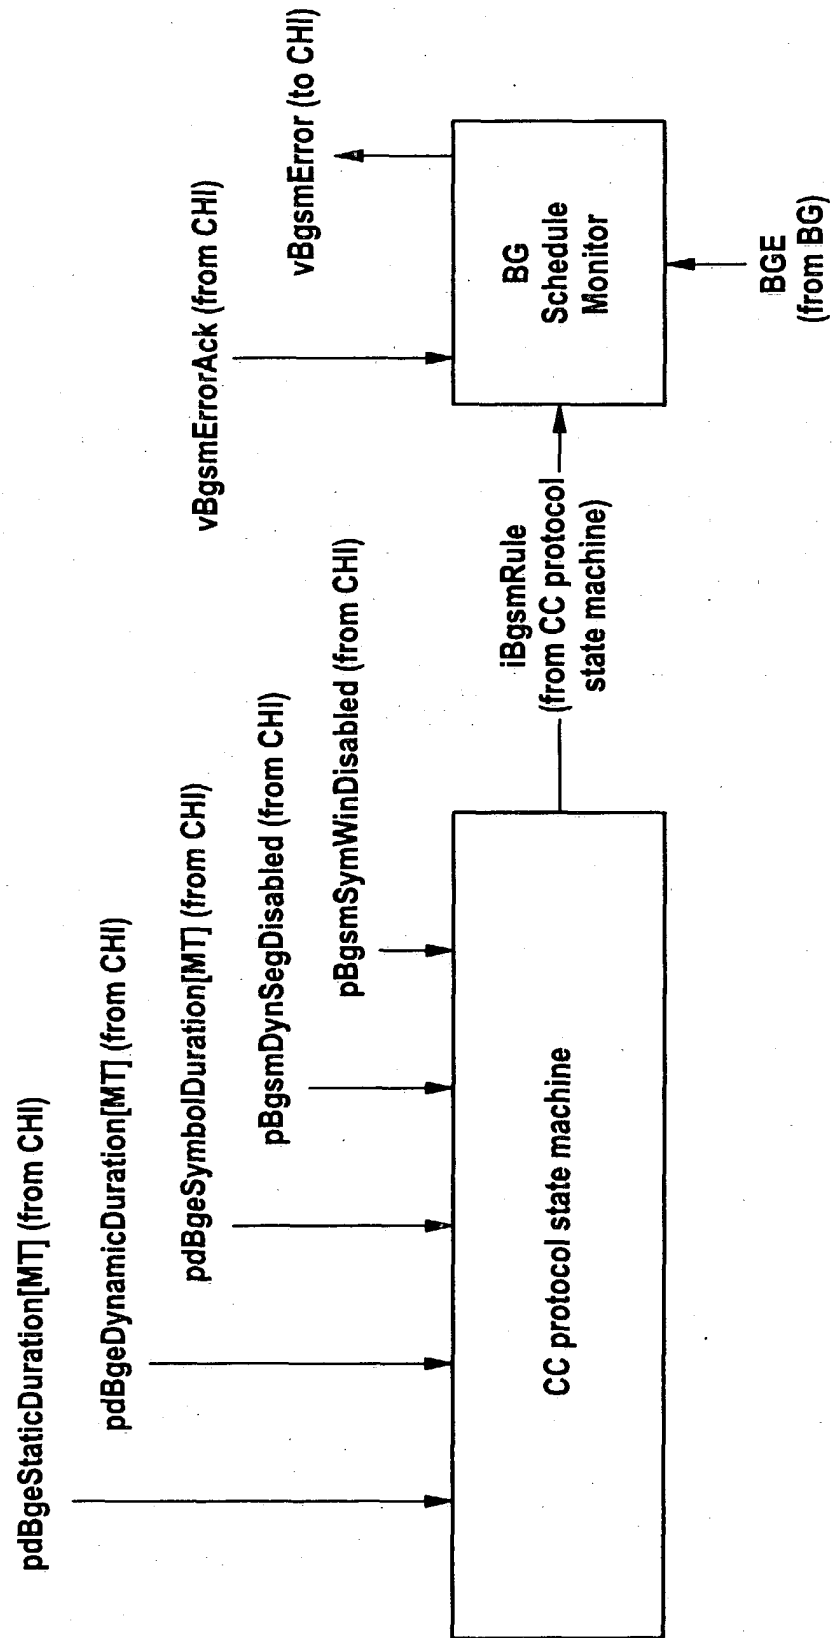 pdBgeStaticDuration[MT] (from CHI)
pdBgeDynamicDuration[MT] (from CHI)
pdBgeSymbolDuration[MT] (from CHI)
pBgsmDynSegDisabled (from CHI)
pBgsmSymWinDisabled (from CHI)
vBgsmErrorAck (from CHI)
vBgsmError (to CHI)
CC protocol state machine
iBgsmRule
(from CC protocol
state machine)
BG
Schedule
Monitor
BGE
(from BG)